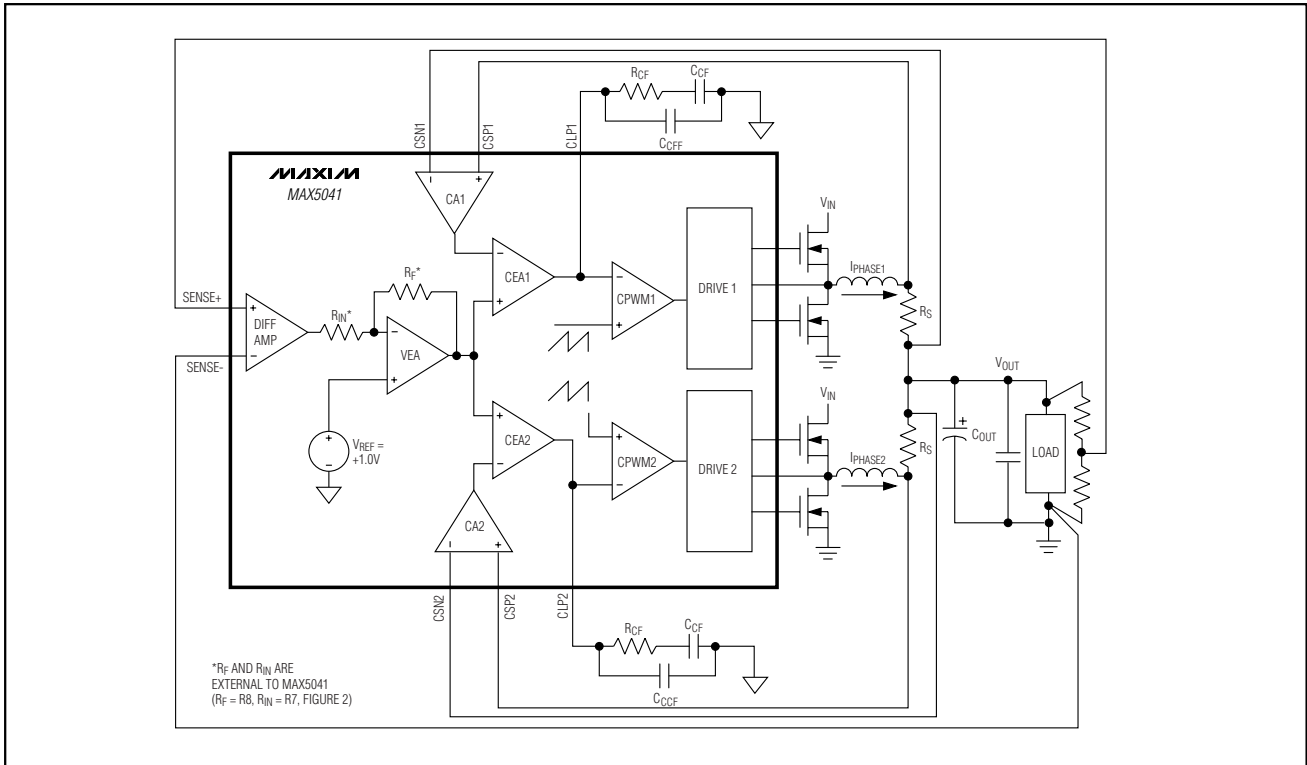 RCF
CCF
CCFF
CSN1
CSP1
CLP1
MAXIM
MAX5041
CA1
VIN
RF*
CEA1
CPWM1
DRIVE 1
IPHASE1
SENSE+
RIN*
RS
DIFF
AMP
VEA
SENSE-
VOUT
VIN
VREF =
+1.0V
CEA2
CPWM2
DRIVE 2
IPHASE2
RS
COUT
LOAD
CA2
CSN2
CSP2
CLP2
RCF
CCF
CCCF
*RF AND RIN ARE
EXTERNAL TO MAX5041
(RF = R8, RIN = R7, FIGURE 2)